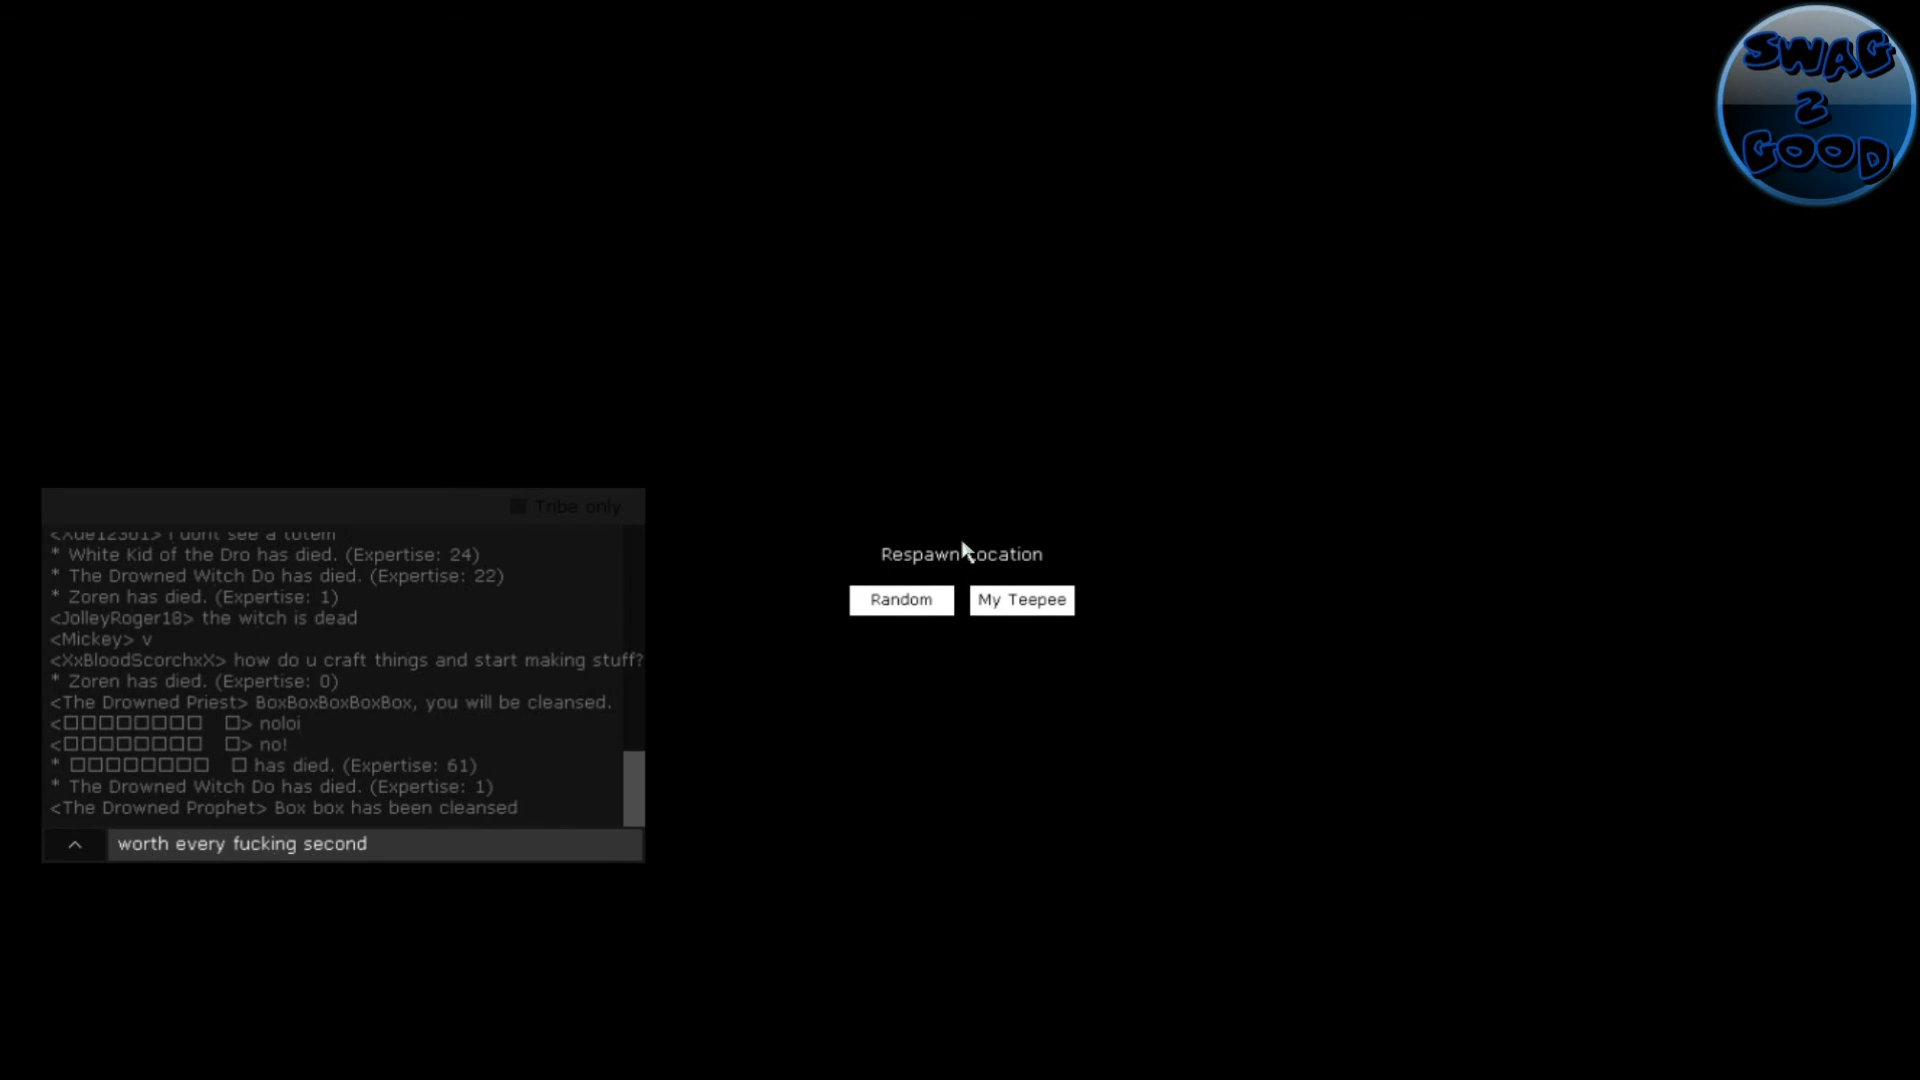 SWAG
2
GOOD
Tribe only
i dont see a totem
* White Kid of the Dro has died. (Expertise: 24)
* The Drowned Witch Do has died. (Expertise: 22)
* Zoren has died. (Expertise: 1)
<JolleyRoger18> the witch is dead
<Mickey> v
<XxBloodScorchxX> how do u craft things and start making stuff?
* Zoren has died. (Expertise: 0)
<The Drowned Priest> BoxBoxBoxBoxBox, you will be cleansed.
<□□□□□□□□ □> noloi
<□□□□□□□□ □> no!
* □□□□□□□□ □ has died. (Expertise: 61)
* The Drowned Witch Do has died. (Expertise: 1)
<The Drowned Prophet> Box box has been cleansed
worth every fucking second
Respawn Location
Random
My Teepee